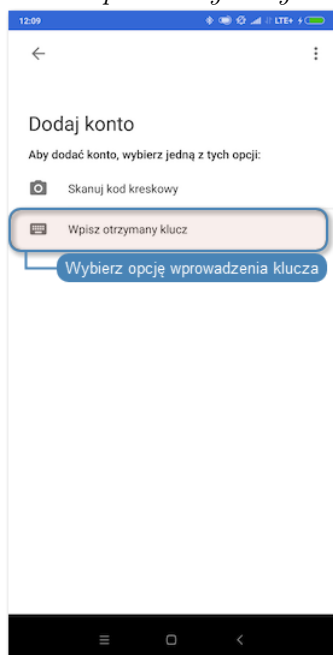 12:09 LTE+
Dodaj konto
Aby dodać konto, wybierz jedną z tych opcji:
Skanuj kod kreskowy
Wpisz otrzymany klucz
Wybierz opcję wprowadzenia klucza